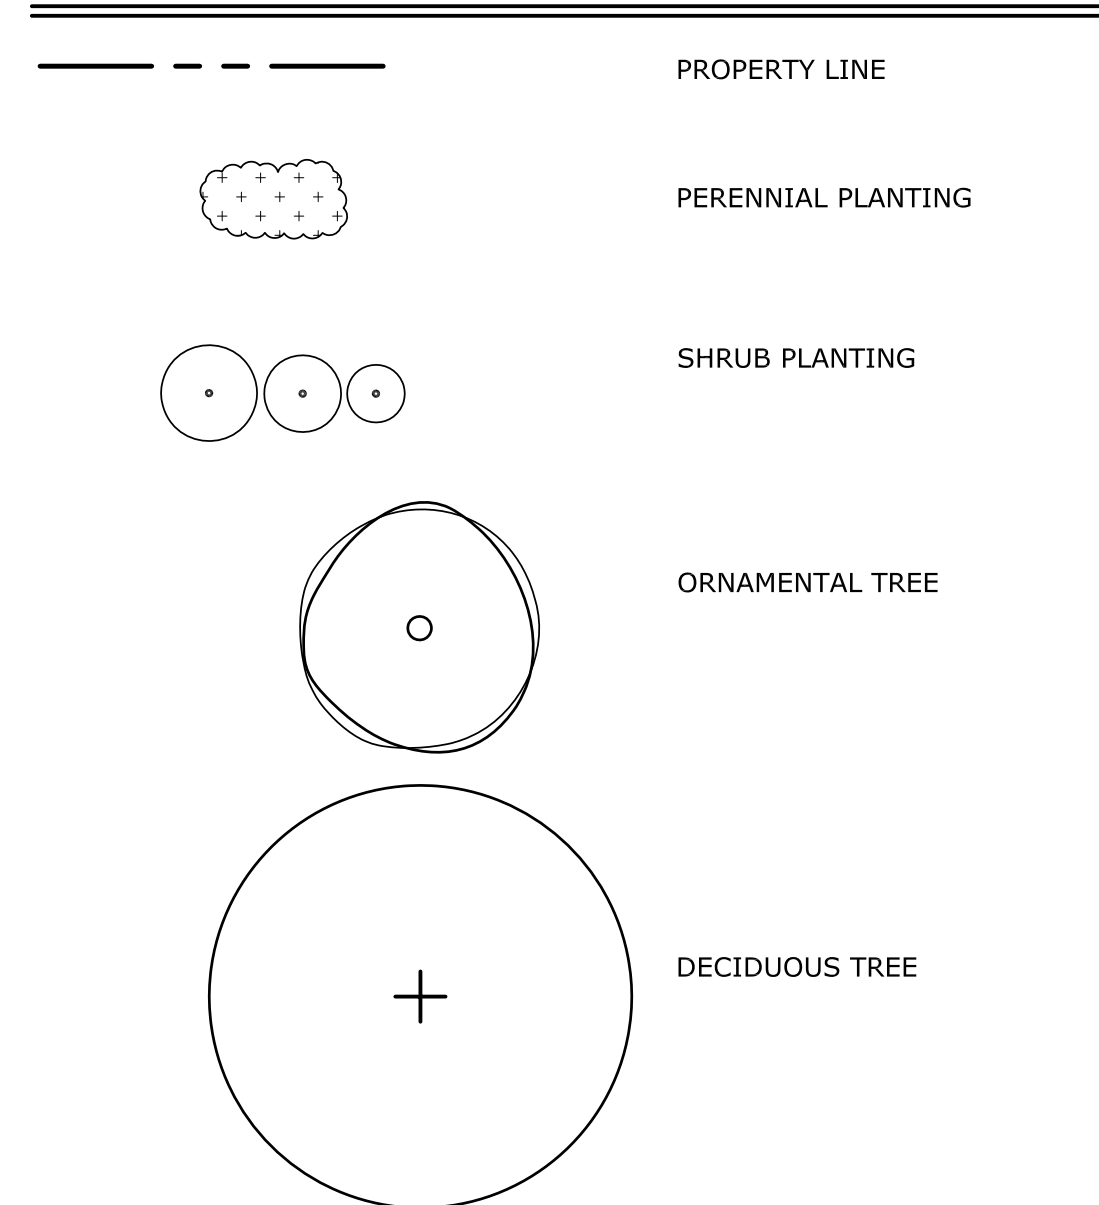 PROPERTY LINE
PERENNIAL PLANTING
SHRUB PLANTING
ORNAMENTAL TREE
DECIDUOUS TREE